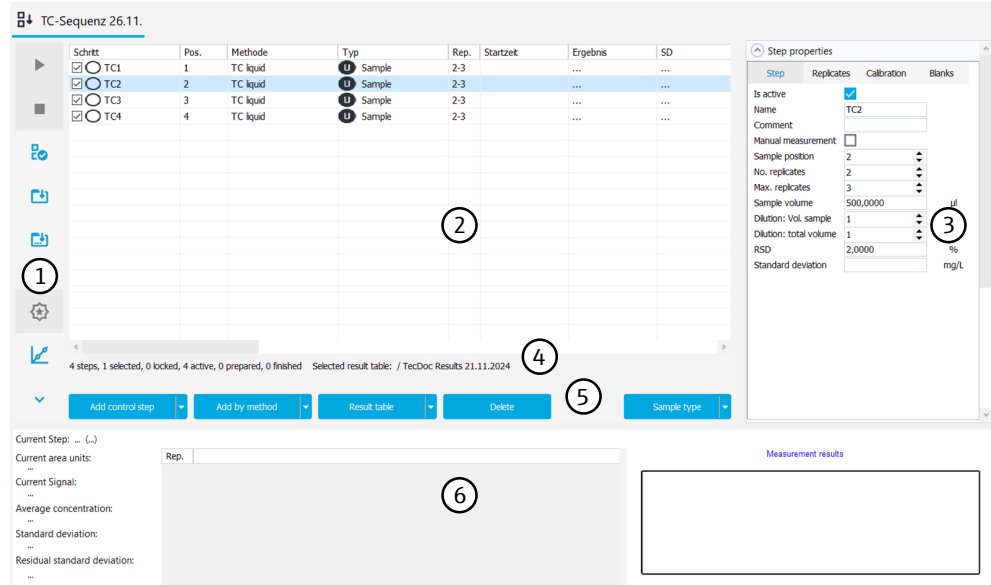 TC-Sequenz 26.11.
Schritt Pos. Methode Typ Rep. Startzeit Ergebnis SD
TC1 1 TC liquid U Sample 2-3 ... ...
TC2 2 TC liquid U Sample 2-3 ... ...
TC3 3 TC liquid U Sample 2-3 ... ...
TC4 4 TC liquid U Sample 2-3 ... ...
1
2
Step properties
Step Replicates Calibration Blanks
Is active
Name TC2
Comment
Manual measurement
Sample position 2
No. replicates 2
Max. replicates 3
Sample volume 500,0000 µl
Dilution: Vol. sample 1
Dilution: total volume 1
RSD 2,0000 %
Standard deviation mg/L
3
4 steps, 1 selected, 0 locked, 4 active, 0 prepared, 0 finished Selected result table: / TecDoc Results 21.11.2024
4
Add control step Add by method Result table Delete Sample type
5
Current Step: ... (...)
Current area units:
...
Current Signal:
...
Average concentration:
...
Standard deviation:
...
Residual standard deviation:
...
Rep.
6
Measurement results